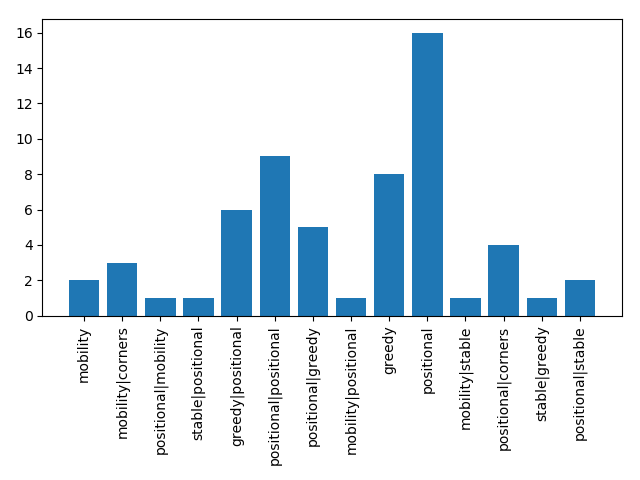 16
14
12
10
8
6
4
2
0
mobility
mobility|corners
positional|mobility
stable|positional
greedy|positional
positional|positional
positional|greedy
mobility|positional
greedy
positional
mobility|stable
positional|corners
stable|greedy
positional|stable